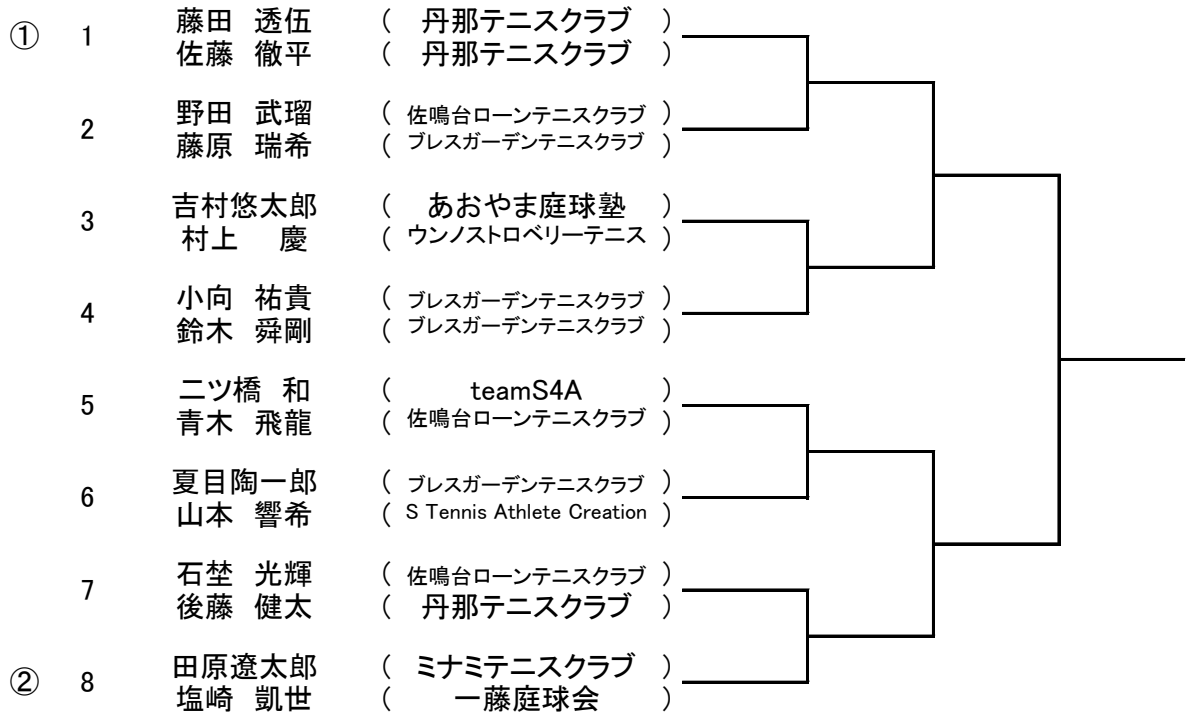 ① 1 藤田 透伍 ( 丹那テニスクラブ )
佐藤 徹平 ( 丹那テニスクラブ )
2 野田 武瑠 ( 佐鳴台ローンテニスクラブ )
藤原 瑞希 ( ブレスガーデンテニスクラブ )
3 吉村悠太郎 ( あおやま庭球塾 )
村上 慶 ( ウンノストロベリーテニス )
4 小向 祐貴 ( ブレスガーデンテニスクラブ )
鈴木 舜剛 ( ブレスガーデンテニスクラブ )
5 二ツ橋 和 ( teamS4A )
青木 飛龍 ( 佐鳴台ローンテニスクラブ )
6 夏目陶一郎 ( ブレスガーデンテニスクラブ )
山本 響希 ( S Tennis Athlete Creation )
7 石埜 光輝 ( 佐鳴台ローンテニスクラブ )
後藤 健太 ( 丹那テニスクラブ )
② 8 田原遼太郎 ( ミナミテニスクラブ )
塩崎 凱世 ( 一藤庭球会 )